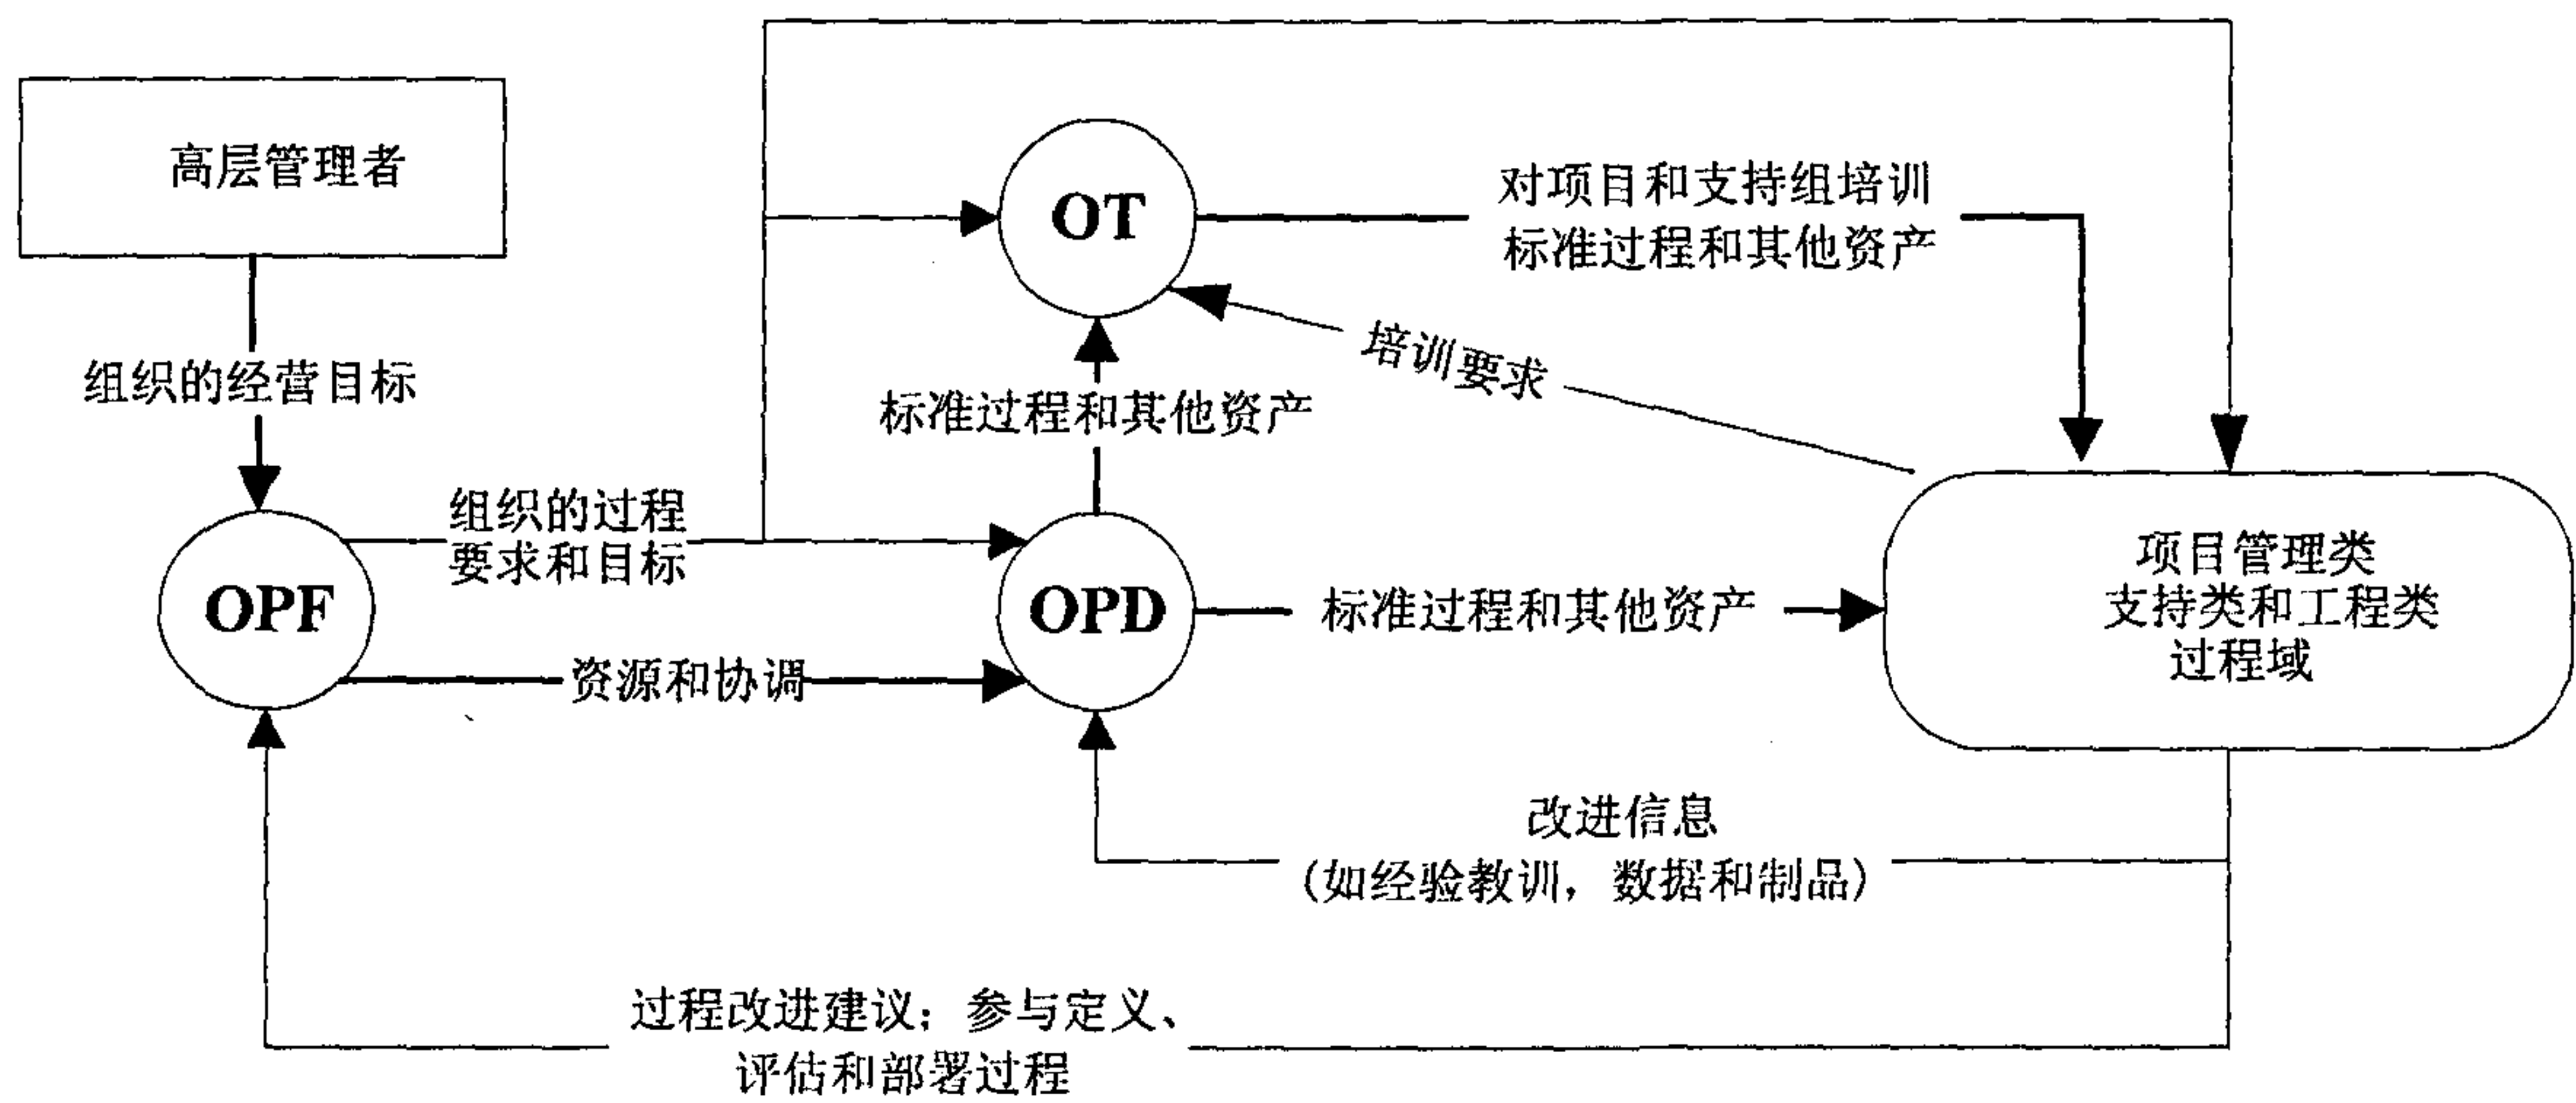 高层管理者
OT
对项目和支持组培训
标准过程和其他资产
培训要求
组织的经营目标
标准过程和其他资产
组织的过程
要求和目标
OPF
OPD
标准过程和其他资产
项目管理类
支持类和工程类
过程域
资源和协调
改进信息
(如经验教训，数据和制品)
过程改进建议；参与定义、
评估和部署过程